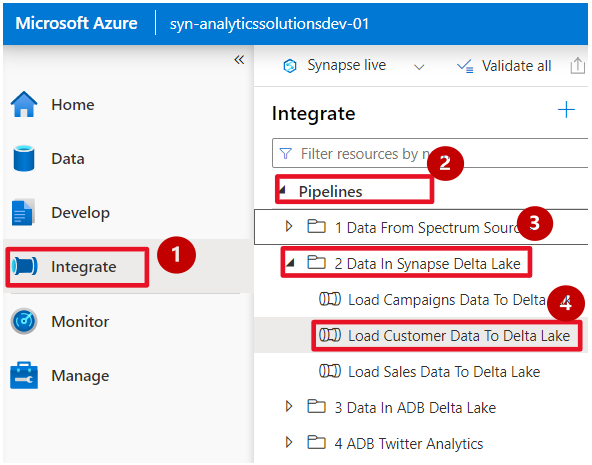 Microsoft Azure
syn-analyticssolutionsdev-01
«
Synapse live
Validate all
Home
Data
Develop
Integrate
Monitor
Manage
1
Integrate
+
Filter resources by n
2
Pipelines
3
1 Data From Spectrum Sour
2 Data In Synapse Delta Lake
4
Load Campaigns Data To Delta
Load Customer Data To Delta Lake
Load Sales Data To Delta Lake
3 Data In ADB Delta Lake
4 ADB Twitter Analytics